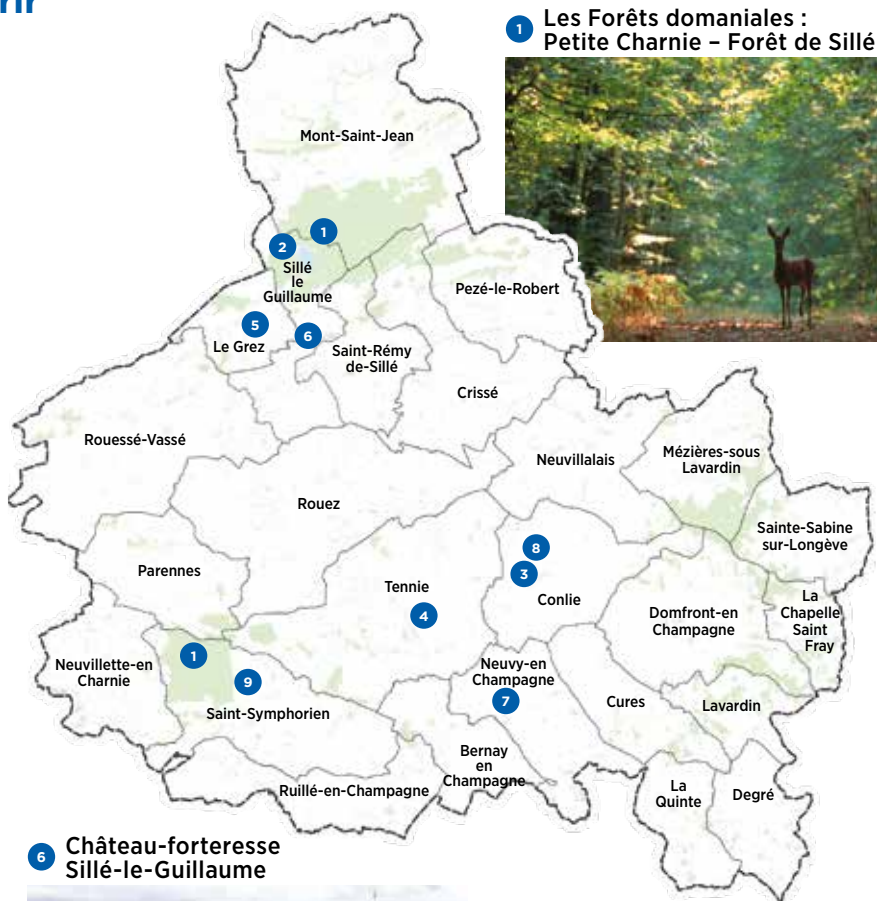 rir
1 Les Forêts domaniales :
Petite Charnie – Forêt de Sillé
Mont-Saint-Jean
1
2
Sillé
le
Guillaume
Pezé-le-Robert
5
6
Le Grez
Saint-Rémy
de-Sillé
Crissé
Rouessé-Vassé
Neuvillalais
Mézières-sous
Lavardin
Rouez
Sainte-Sabine
sur-Longève
8
Parennes
3
Tennie
Conlie
La
Chapelle
Saint
Fray
4
Domfront-en
Champagne
1
Neuvillette-en
Charnie
9
Neuvy-en
Champagne
7
Cures
Lavardin
Saint-Symphorien
Bernay
en
Champagne
Ruillé-en-Champagne
La
Quinte
Degré
6 Château-forteresse
Sillé-le-Guillaume